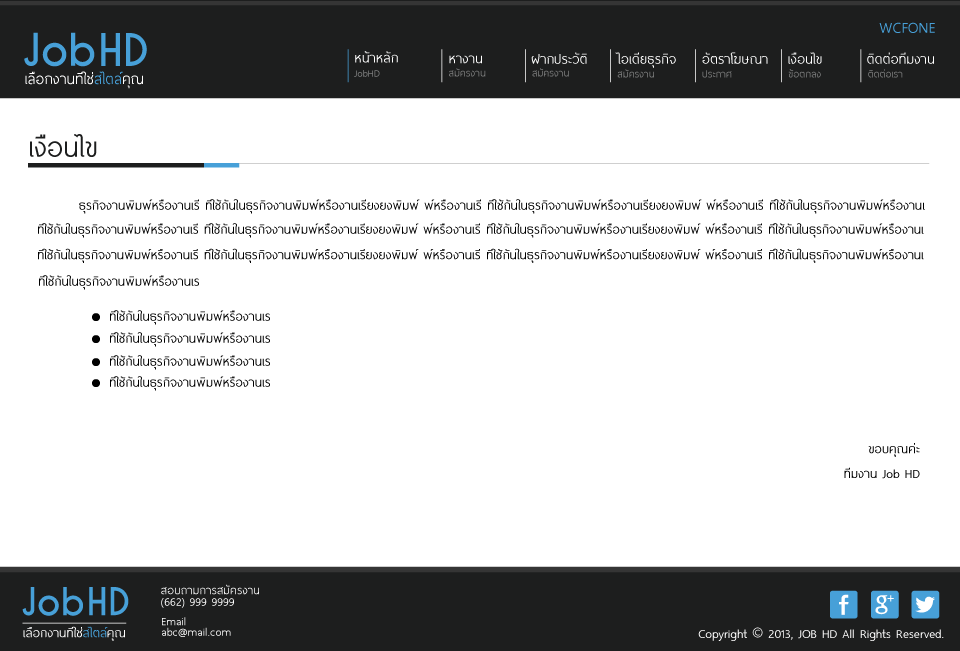 WCFONE
JobHD
เลือกงานที่ใช่สไตล์คุณ
หน้าหลัก
JobHD
หางาน
สมัครงาน
ฝากประวัติ
สมัครงาน
ไอเดียธุรกิจ
สมัครงาน
อัตราโฆษณา
ประกาศ
เงื่อนไข
ข้อตกลง
ติดต่อทีมงาน
ติดต่อเรา
เงื่อนไข
ธุรกิจงานพิมพ์หรืองานเรี ที่ใช้กันในธุรกิจงานพิมพ์หรืองานเรียงยงพิมพ์ พ์หรืองานเรี ที่ใช้กันในธุรกิจงานพิมพ์หรืองานเรียงยงพิมพ์ พ์หรืองานเรี ที่ใช้กันในธุรกิจงานพิมพ์หรืองานเ
ที่ใช้กันในธุรกิจงานพิมพ์หรืองานเรี ที่ใช้กันในธุรกิจงานพิมพ์หรืองานเรียงยงพิมพ์ พ์หรืองานเรี ที่ใช้กันในธุรกิจงานพิมพ์หรืองานเรียงยงพิมพ์ พ์หรืองานเรี ที่ใช้กันในธุรกิจงานพิมพ์หรืองานเ
ที่ใช้กันในธุรกิจงานพิมพ์หรืองานเรี ที่ใช้กันในธุรกิจงานพิมพ์หรืองานเรียงยงพิมพ์ พ์หรืองานเรี ที่ใช้กันในธุรกิจงานพิมพ์หรืองานเรียงยงพิมพ์ พ์หรืองานเรี ที่ใช้กันในธุรกิจงานพิมพ์หรืองานเ
ที่ใช้กันในธุรกิจงานพิมพ์หรืองานเร
● ที่ใช้กันในธุรกิจงานพิมพ์หรืองานเร
● ที่ใช้กันในธุรกิจงานพิมพ์หรืองานเร
● ที่ใช้กันในธุรกิจงานพิมพ์หรืองานเร
● ที่ใช้กันในธุรกิจงานพิมพ์หรืองานเร
ขอบคุณค่ะ
ทีมงาน Job HD
JobHD
เลือกงานที่ใช่สไตล์คุณ
สอบถามการสมัครงาน
(662) 999 9999
Email
abc@mail.com
f g+
Copyright © 2013, JOB HD All Rights Reserved.